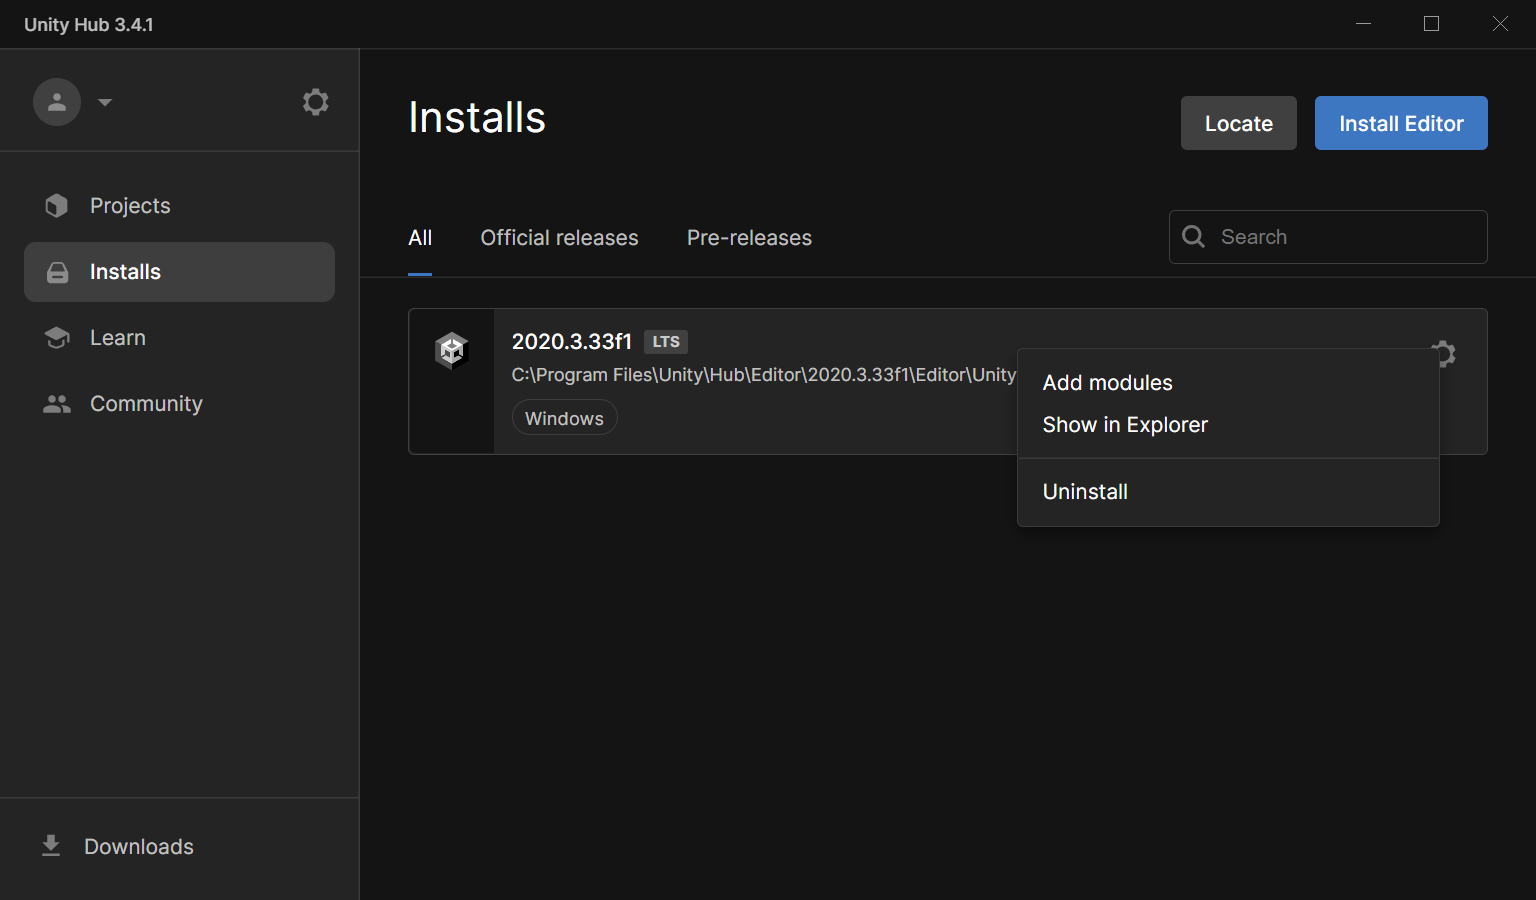 Unity Hub 3.4.1
Projects
Installs
Learn
Community
Downloads
Installs
Locate
Install Editor
All
Official releases
Pre-releases
Search
2020.3.33f1 LTS
C:\Program Files\Unity\Hub\Editor\2020.3.33f1\Editor\Unity
Windows
Add modules
Show in Explorer
Uninstall